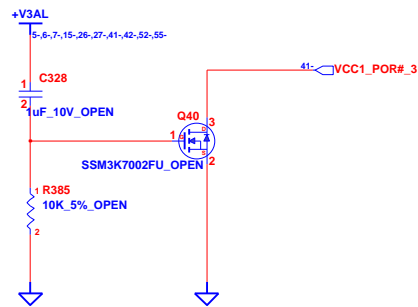 +V3AL
5-,6-,7-,15-,26-,27-,41-,42-,52-,55-
1
C328
2
1uF_10V_OPEN
41-
VCC1_POR#_3
Q40
3
D
1
G
S
2
SSM3K7002FU_OPEN
1
R385
10K_5%_OPEN
2